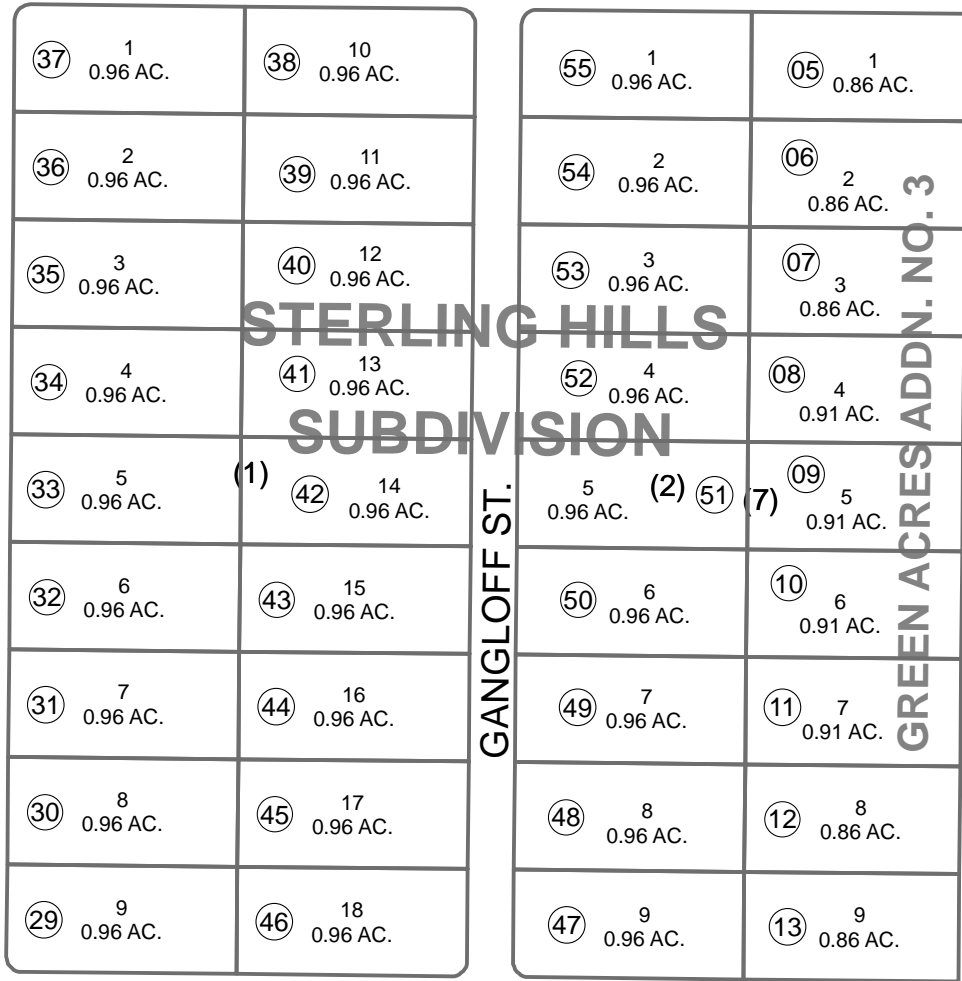 37 1
0.96 AC.
38 10
0.96 AC.
55 1
0.96 AC.
05 1
0.86 AC.
36 2
0.96 AC.
39 11
0.96 AC.
54 2
0.96 AC.
06
2
0.86 AC.
35 3
0.96 AC.
40 12
0.96 AC.
53 3
0.96 AC.
07
3
0.86 AC.
STERLING HILLS
34 4
0.96 AC.
41 13
0.96 AC.
52 4
0.96 AC.
08
4
0.91 AC.
SUBDIVISION
33 5
0.96 AC.
(1)
42 14
0.96 AC.
5
0.96 AC.
(2) 51 (7)
09
5
0.91 AC.
32 6
0.96 AC.
43 15
0.96 AC.
50 6
0.96 AC.
10
6
0.91 AC.
31 7
0.96 AC.
44 16
0.96 AC.
49 7
0.96 AC.
11 7
0.91 AC.
30 8
0.96 AC.
45 17
0.96 AC.
48 8
0.96 AC.
12 8
0.86 AC.
29 9
0.96 AC.
46 18
0.96 AC.
47 9
0.96 AC.
13 9
0.86 AC.
GANGLOFF ST.
GREEN ACRES ADDN. NO. 3